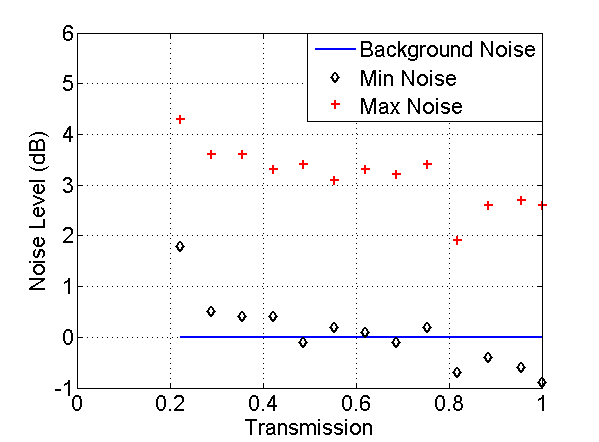 Background Noise
Min Noise
Max Noise
Noise Level (dB)
6
5
4
3
2
1
0
-1
0 0.2 0.4 0.6 0.8 1
Transmission